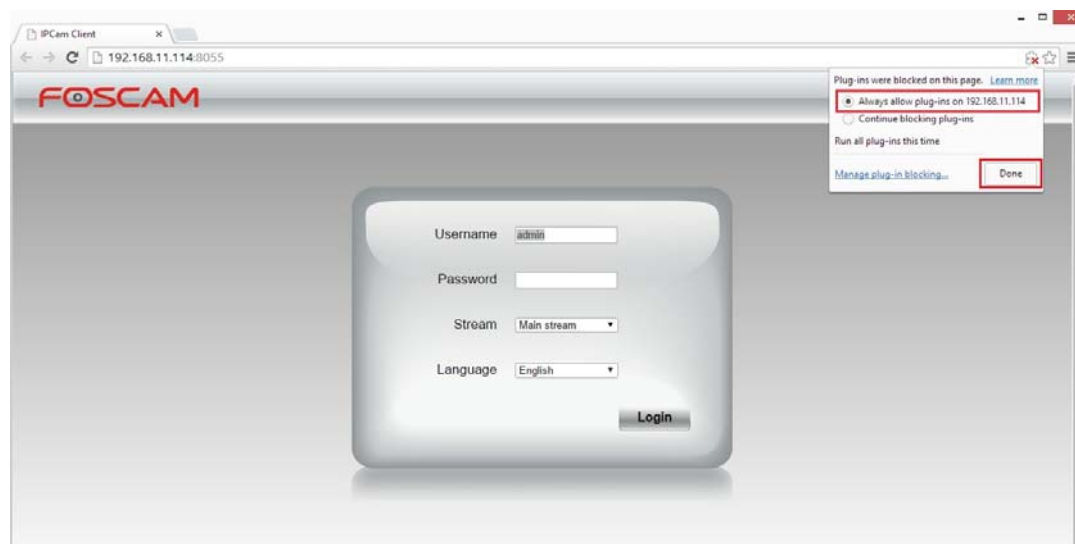 IPCam Client
192.168.11.114:8055
Plug-ins were blocked on this page. Learn more
Always allow plug-ins on 192.168.11.114
Continue blocking plug-ins
Run all plug-ins this time
Manage plug-in blocking...
Done
FOSCAM
Username admin
Password
Stream Main stream
Language English
Login